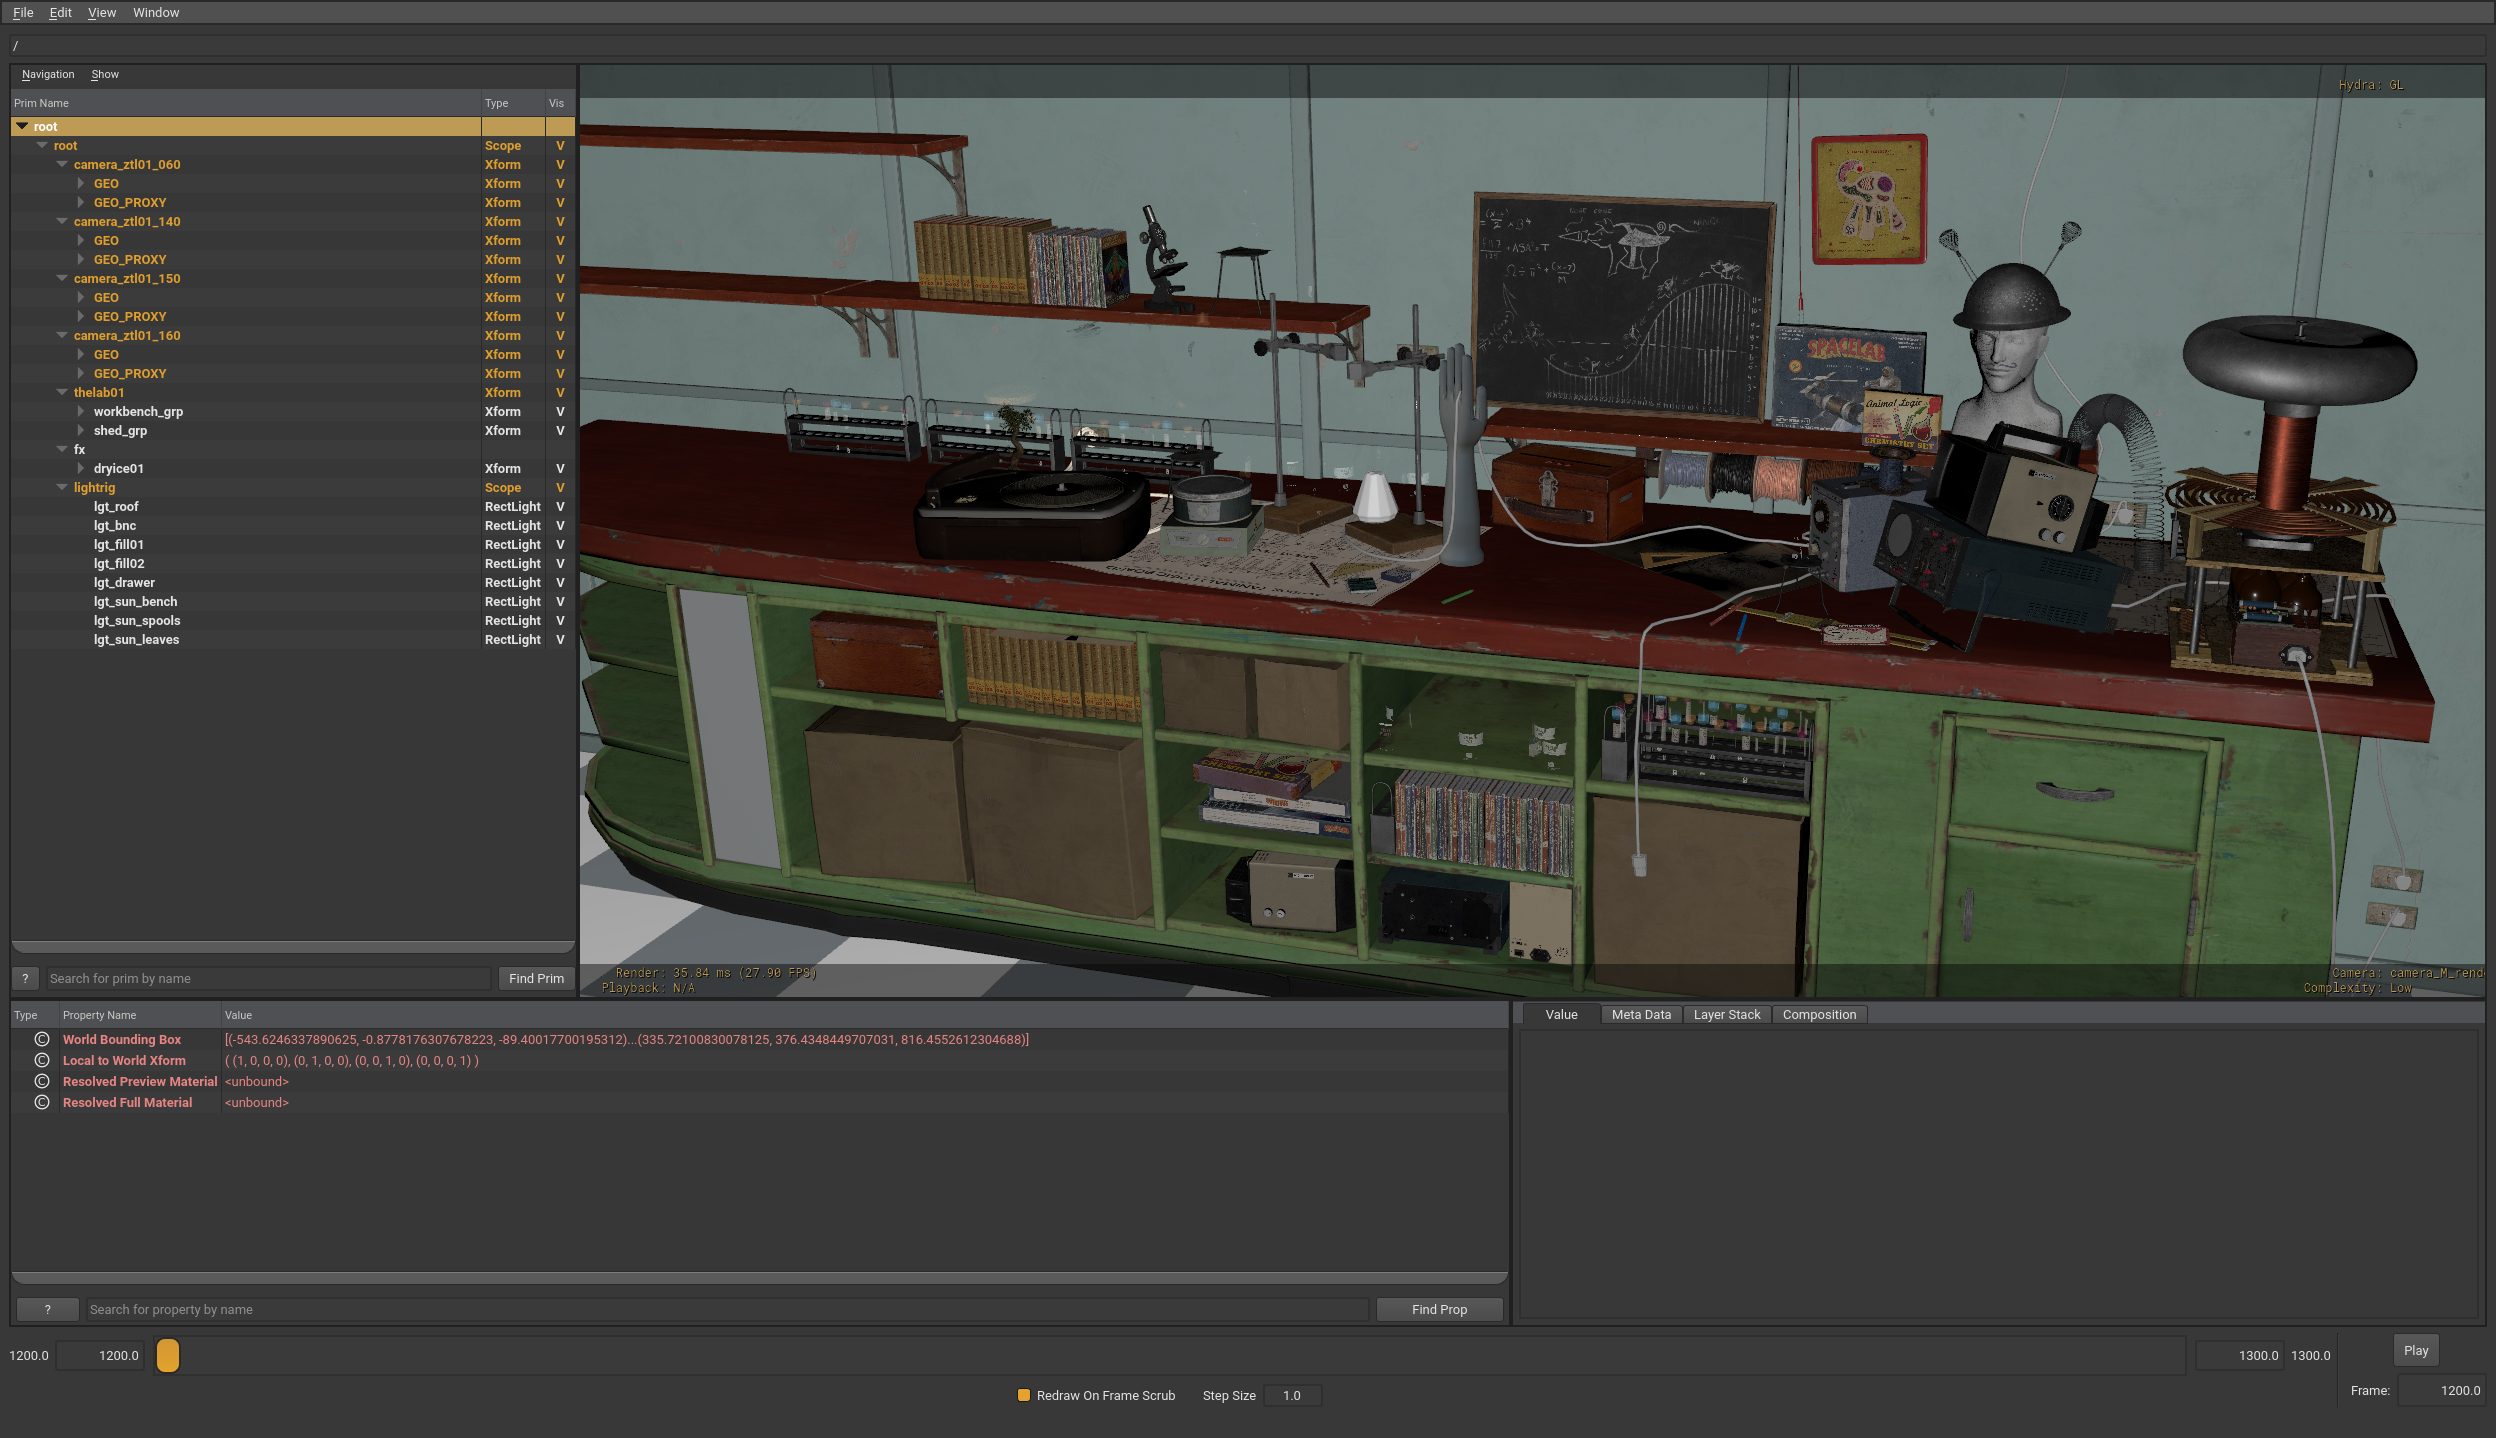 File Edit View Window
/
Navigation Show
Prim Name Type Vis
root
root Scope V
camera_ztl01_060 Xform V
GEO Xform V
GEO_PROXY Xform V
camera_ztl01_140 Xform V
GEO Xform V
GEO_PROXY Xform V
camera_ztl01_150 Xform V
GEO Xform V
GEO_PROXY Xform V
camera_ztl01_160 Xform V
GEO Xform V
GEO_PROXY Xform V
thelab01 Xform V
workbench_grp Xform V
shed_grp Xform V
fx
dryice01 Xform V
lightrig Scope V
lgt_roof RectLight V
lgt_bnc RectLight V
lgt_fill01 RectLight V
lgt_fill02 RectLight V
lgt_drawer RectLight V
lgt_sun_bench RectLight V
lgt_sun_spools RectLight V
lgt_sun_leaves RectLight V
? Search for prim by name Find Prim
Hydra: GL
SPACELAB
Animal Logic
CHEMISTRY SET
Render: 35.84 ms (27.90 FPS)
Playback: N/A
Camera: camera_M_rend
Complexity: Low
Type Property Name Value
World Bounding Box [(-543.6246337890625, -0.8778176307678223, -89.40017700195312)...(335.72100830078125, 376.4348449707031, 816.4552612304688)]
Local to World Xform ( (1, 0, 0, 0), (0, 1, 0, 0), (0, 0, 1, 0), (0, 0, 0, 1) )
Resolved Preview Material <unbound>
Resolved Full Material <unbound>
? Search for property by name Find Prop
Value Meta Data Layer Stack Composition
1200.0 1200.0 1300.0 1300.0 Play
Redraw On Frame Scrub Step Size 1.0
Frame: 1200.0